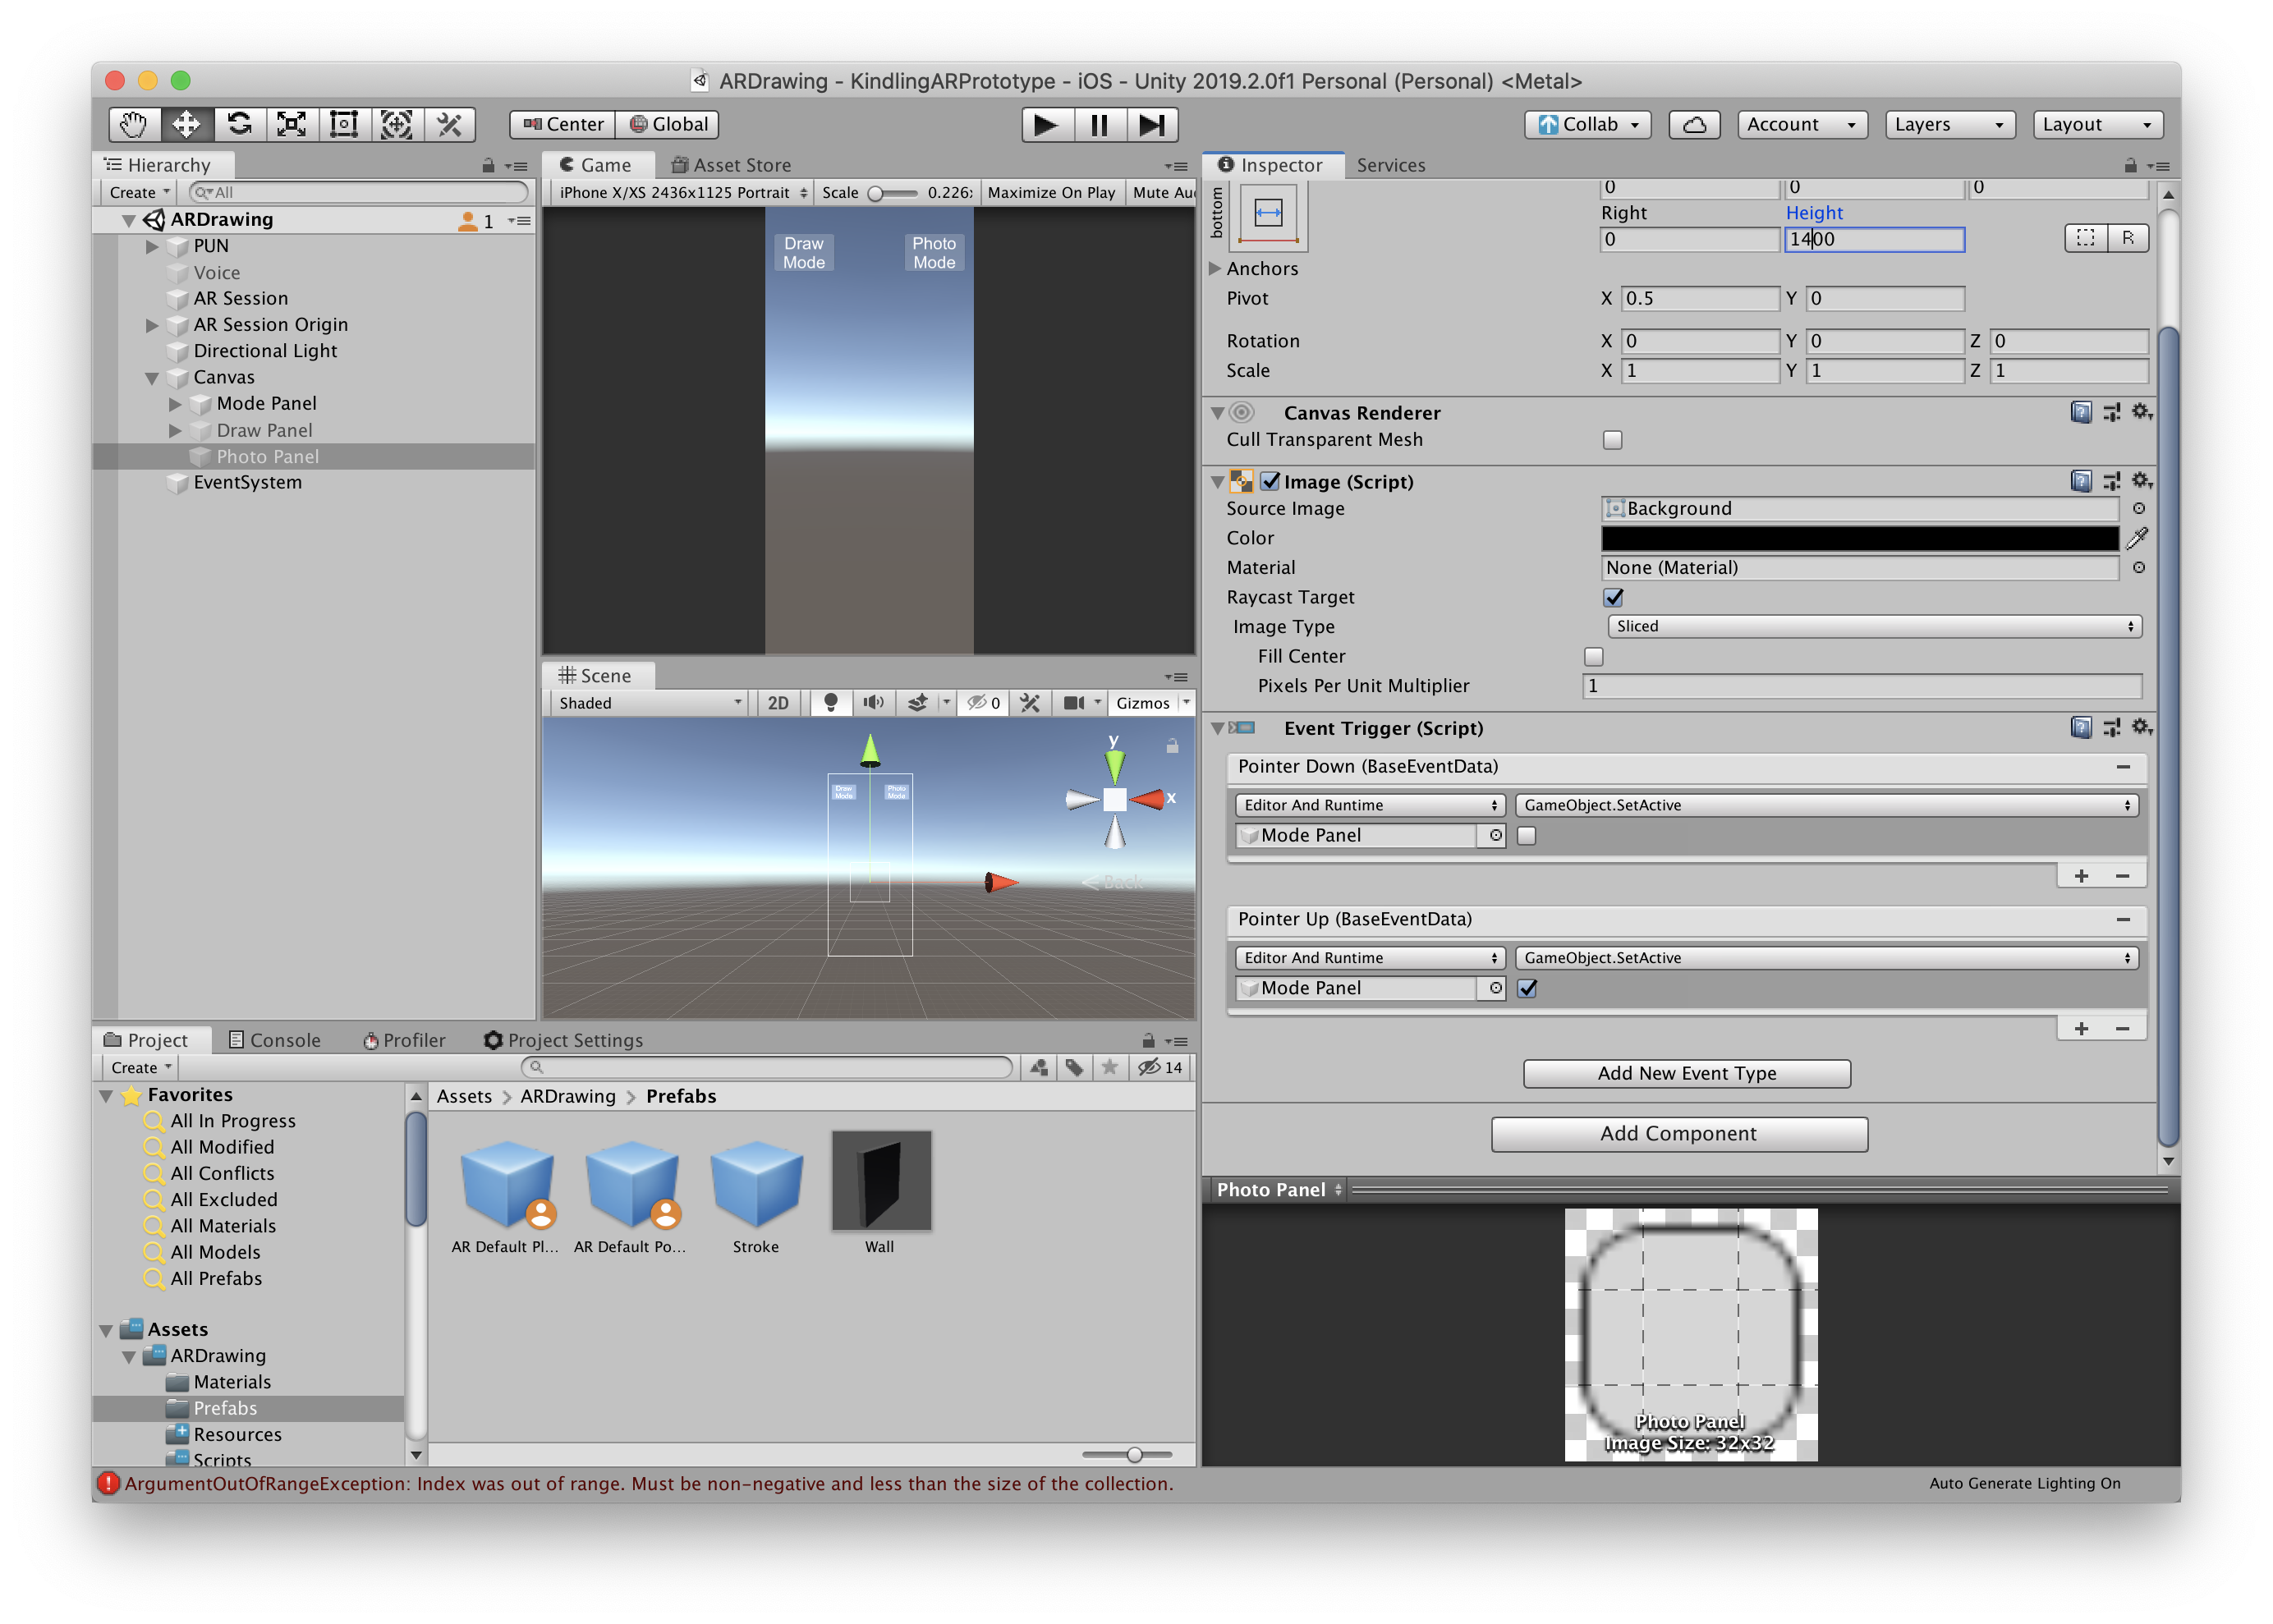 ARDrawing - KindlingARPrototype - iOS - Unity 2019.2.0f1 Personal (Personal) <Metal>
Center Global Collab Account Layers Layout
Hierarchy
Create All
ARDrawing 1
PUN
Voice
AR Session
AR Session Origin
Directional Light
Canvas
Mode Panel
Draw Panel
Photo Panel
EventSystem
Game Asset Store
iPhone X/XS 2436x1125 Portrait Scale 0.226x Maximize On Play Mute Au
Draw Mode
Photo Mode
Scene
Shaded 2D 0 Gizmos
Draw Mode
Photo Mode
y
x
Back
Inspector Services
bottom
0 0 0
Right Height
0 1400
R
Anchors
Pivot X 0.5 Y 0
Rotation X 0 Y 0 Z 0
Scale X 1 Y 1 Z 1
Canvas Renderer
Cull Transparent Mesh
Image (Script)
Source Image Background
Color
Material None (Material)
Raycast Target
Image Type Sliced
Fill Center
Pixels Per Unit Multiplier 1
Event Trigger (Script)
Pointer Down (BaseEventData)
Editor And Runtime GameObject.SetActive
Mode Panel
Pointer Up (BaseEventData)
Editor And Runtime GameObject.SetActive
Mode Panel
Add New Event Type
Add Component
Photo Panel
Photo Panel
Image Size: 32x32
Project Console Profiler Project Settings
Create 14
Favorites
All In Progress
All Modified
All Conflicts
All Excluded
All Materials
All Models
All Prefabs
Assets
ARDrawing
Materials
Prefabs
Resources
Scripts
Assets > ARDrawing > Prefabs
AR Default Pl... AR Default Po... Stroke Wall
ArgumentOutOfRangeException: Index was out of range. Must be non-negative and less than the size of the collection.
Auto Generate Lighting On